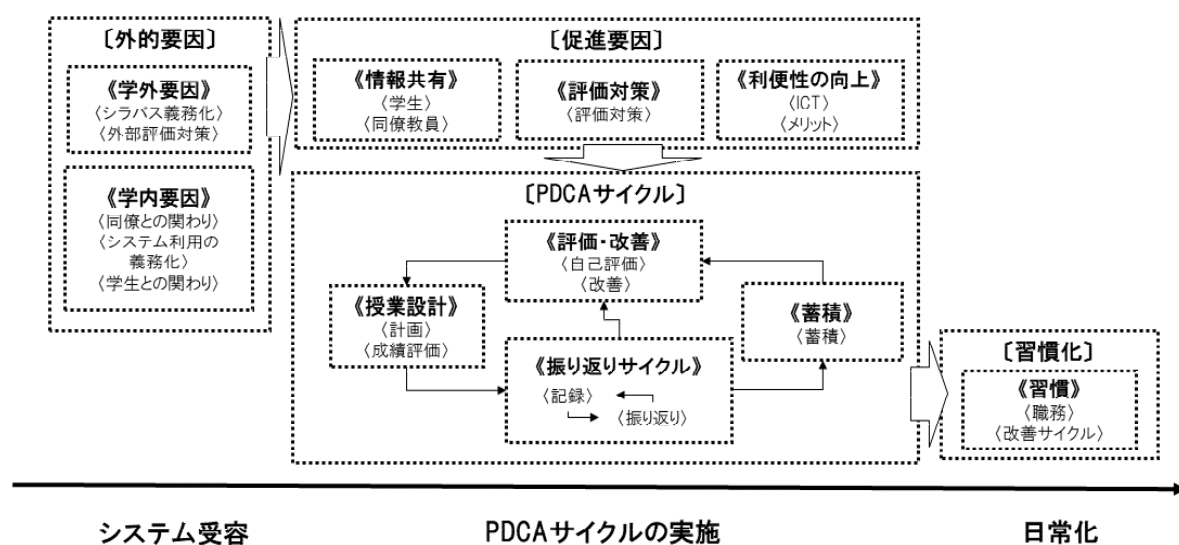 〔外的要因〕
《学外要因》
〈シラバス義務化〉
〈外部評価対策〉
《学内要因》
〈同僚との関わり〉
〈システム利用の
義務化〉
〈学生との関わり〉
〔促進要因〕
《情報共有》
〈学生〉
〈同僚教員〉
《評価対策》
〈評価対策〉
《利便性の向上》
〈ICT〉
〈メリット〉
〔PDCAサイクル〕
《評価・改善》
〈自己評価〉
〈改善〉
《授業設計》
〈計画〉
〈成績評価〉
《振り返りサイクル》
〈記録〉
〈振り返り〉
《蓄積》
〈蓄積〉
〔習慣化〕
《習慣》
〈職務〉
〈改善サイクル〉
システム受容
PDCAサイクルの実施
日常化